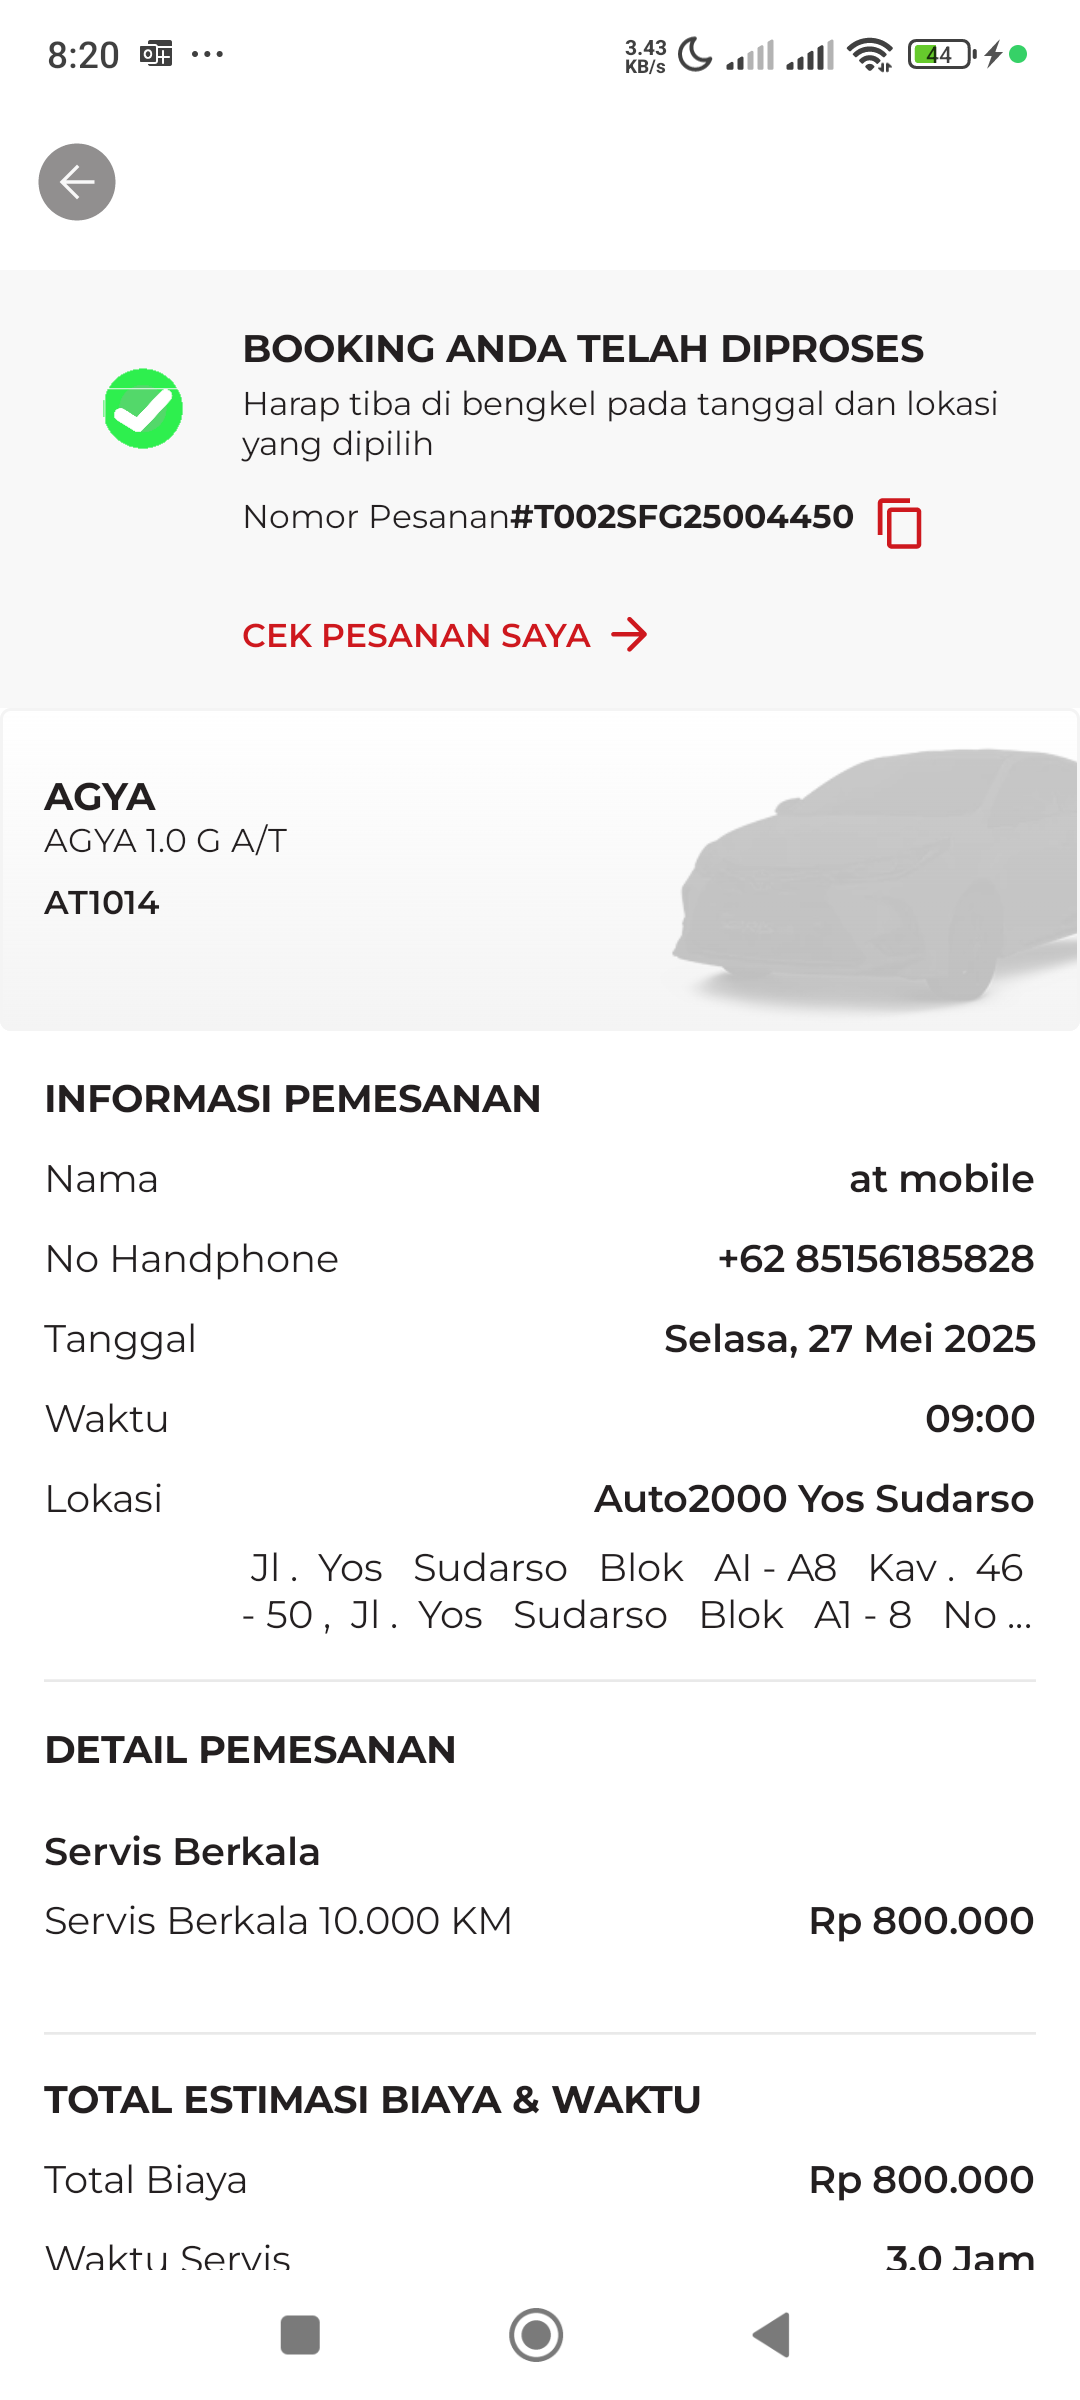 8:20
3.43
KB/s
44
BOOKING ANDA TELAH DIPROSES
Harap tiba di bengkel pada tanggal dan lokasi
yang dipilih
Nomor Pesanan#T002SFG25004450
CEK PESANAN SAYA
AGYA
AGYA 1.0 G A/T
AT1014
INFORMASI PEMESANAN
Nama at mobile
No Handphone +62 85156185828
Tanggal Selasa, 27 Mei 2025
Waktu 09:00
Lokasi Auto2000 Yos Sudarso
Jl . Yos Sudarso Blok AI - A8 Kav . 46
- 50 , Jl . Yos Sudarso Blok A1 - 8 No ...
DETAIL PEMESANAN
Servis Berkala
Servis Berkala 10.000 KM Rp 800.000
TOTAL ESTIMASI BIAYA & WAKTU
Total Biaya Rp 800.000
Waktu Servis 3.0 Jam